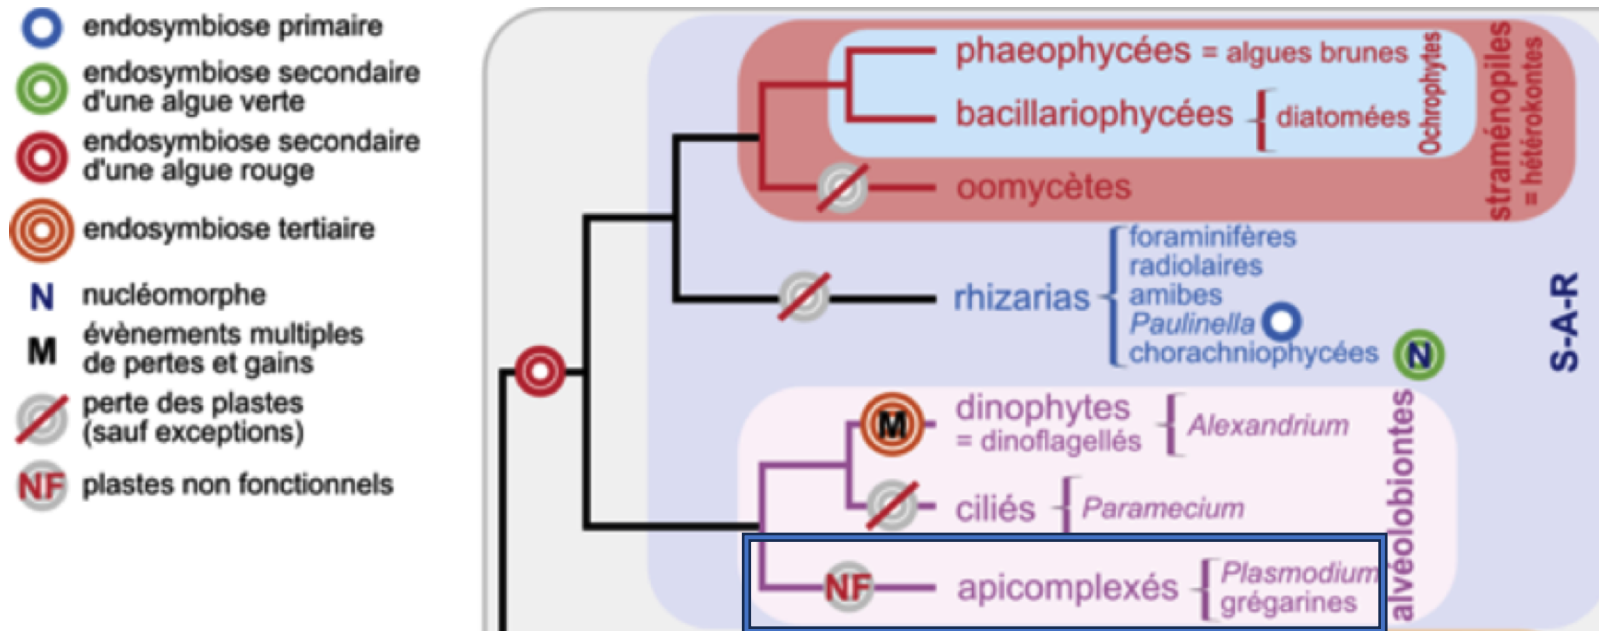 endosymbiose primaire
endosymbiose secondaire
d'une algue verte
endosymbiose secondaire
d'une algue rouge
endosymbiose tertiaire
N nucléomorphe
M évènements multiples
de pertes et gains
perte des plastes
(sauf exceptions)
NF plastes non fonctionnels
phaeophycées = algues brunes
bacillariophycées
diatomées
Ochrophytes
oomycètes
straménopiles
= hétérokontes
rhizarias
foraminifères
radiolaires
amibes
Paulinella
chorachniophycées
N
S-A-R
M
dinophytes
= dinoflagellés
Alexandrium
ciliés
Paramecium
NF
apicomplexés
Plasmodium
grégarines
alvéolobiontes